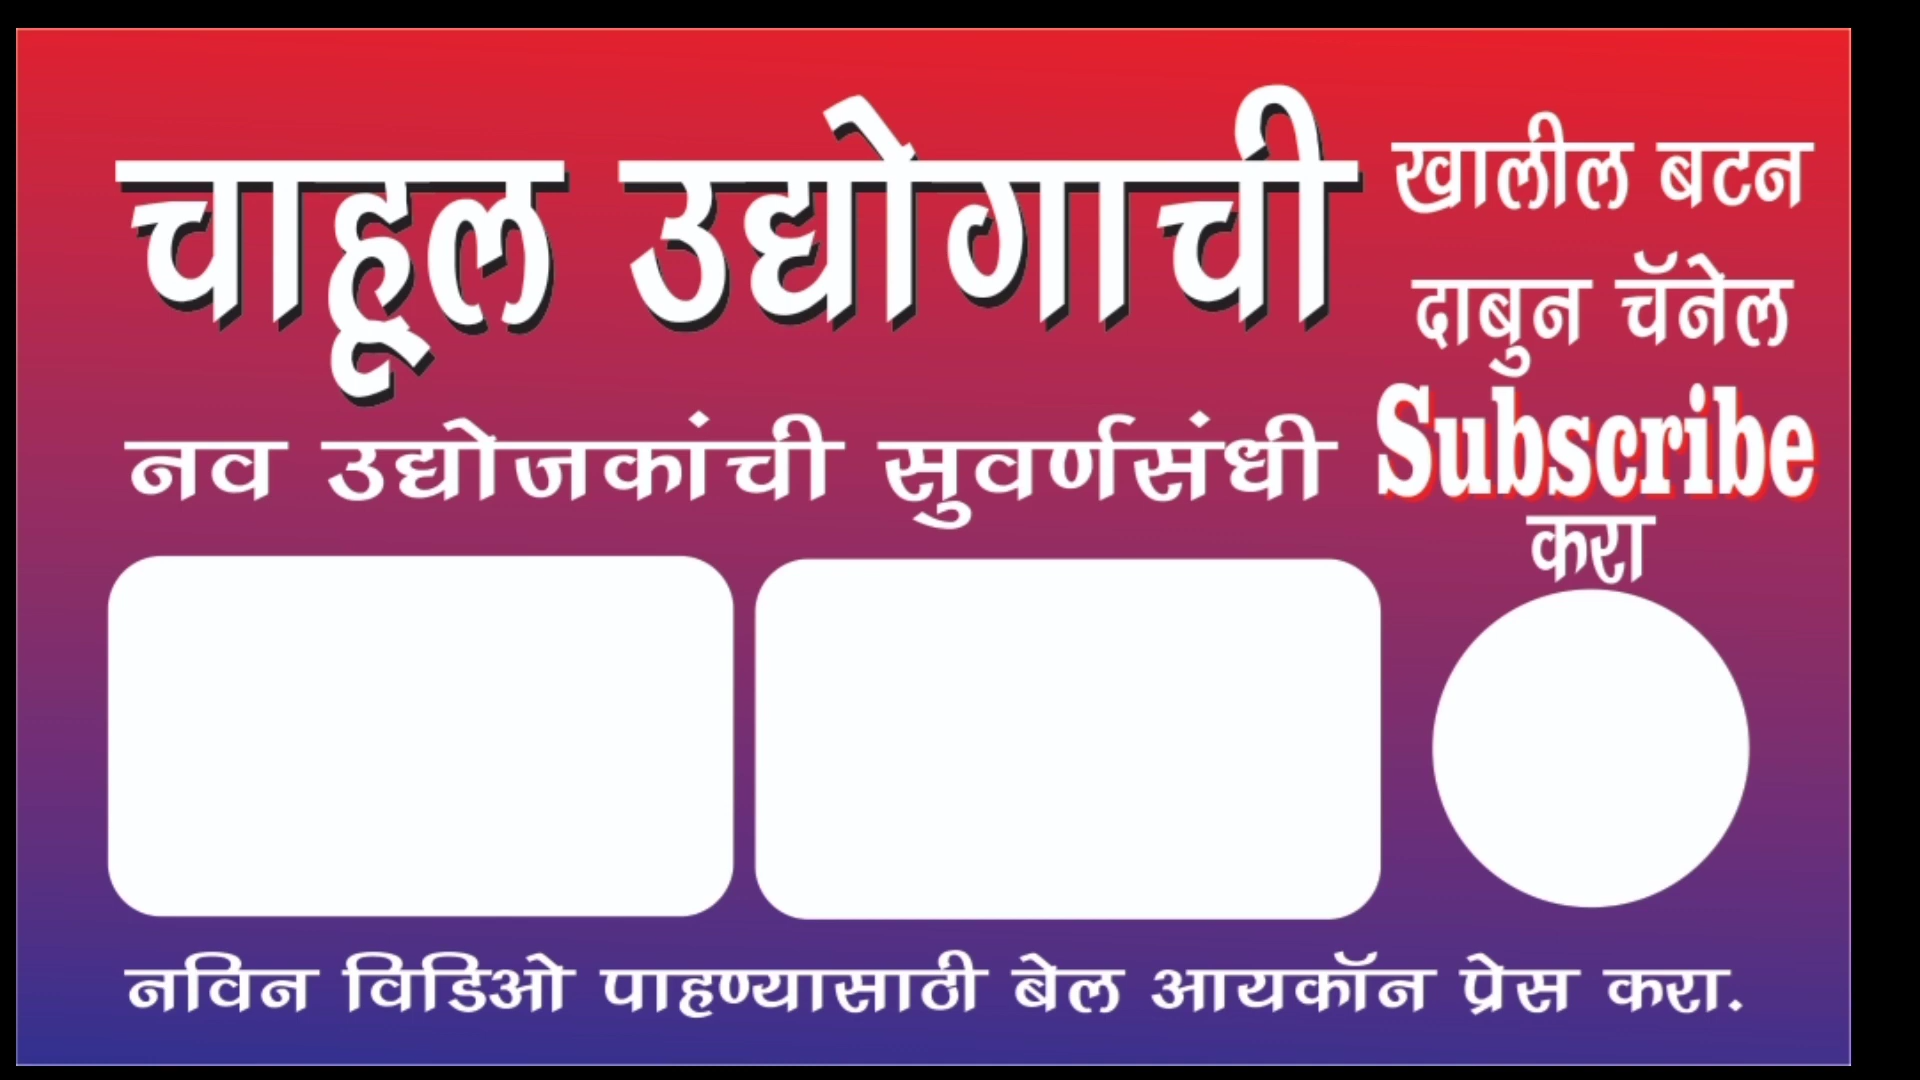 चाहूल उद्योगाची
नव उद्योजकांची सुवर्णसंधी
खालील बटन
दाबुन चॅनेल
Subscribe
करा
नविन विडिओ पाहण्यासाठी बेल आयकॉन प्रेस करा.